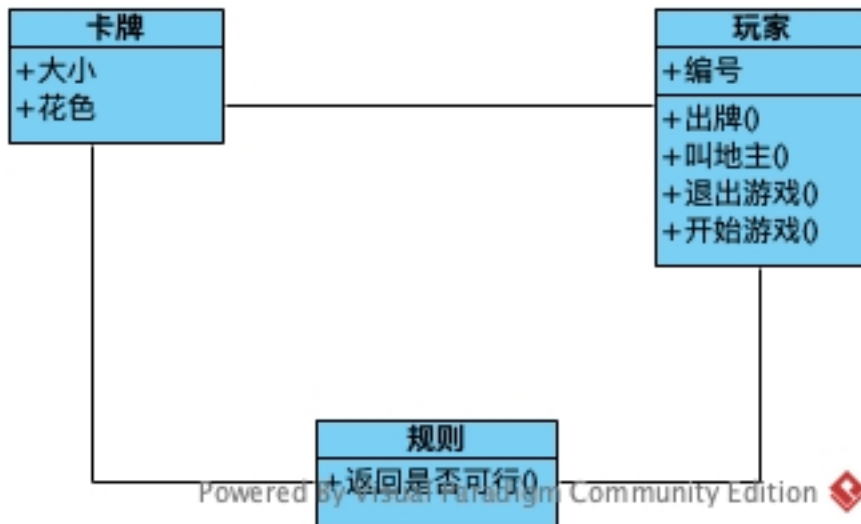 卡牌
+大小
+花色
玩家
+编号
+出牌()
+叫地主()
+退出游戏()
+开始游戏()
规则
+返回是否可行()
Powered By Visual Paradigm Community Edition